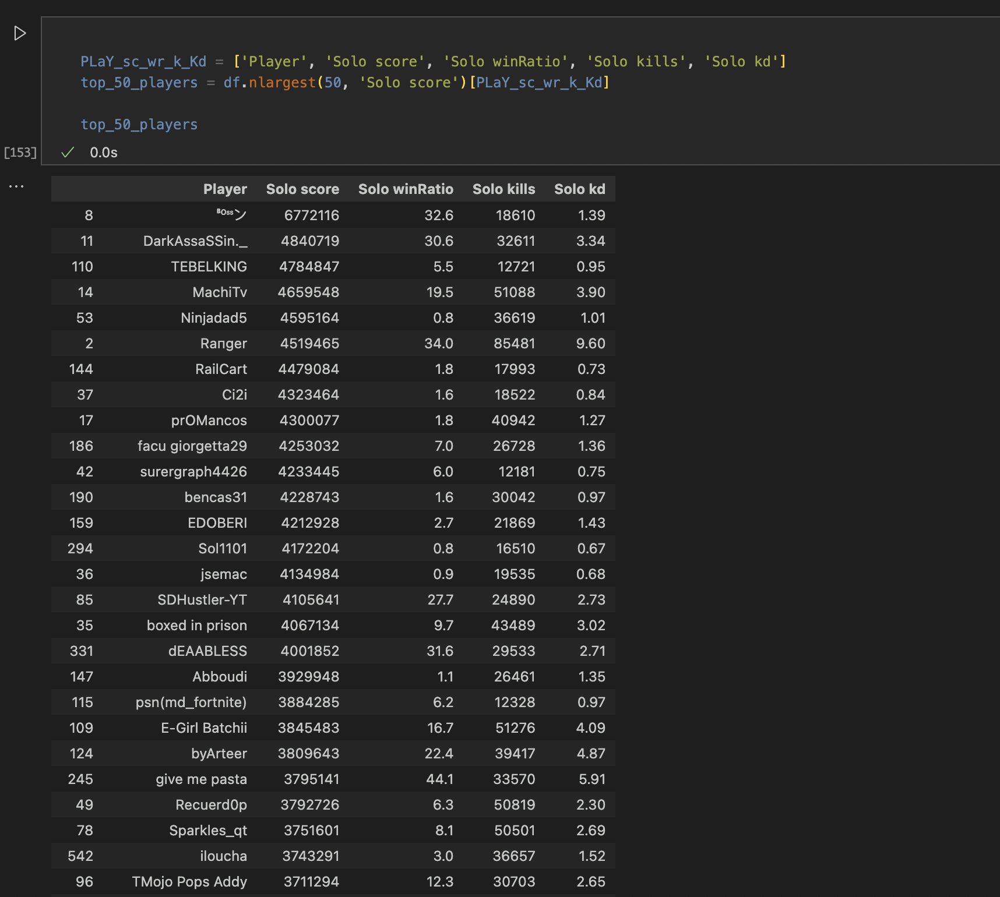 PLaY_sc_wr_k_Kd = ['Player', 'Solo score', 'Solo winRatio', 'Solo kills', 'Solo kd']
top_50_players = df.nlargest(50, 'Solo score')[PLaY_sc_wr_k_Kd]
top_50_players
[153] ✓ 0.0s
...
Player Solo score Solo winRatio Solo kills Solo kd
8 ᴮᴼˢˢン 6772116 32.6 18610 1.39
11 DarkAssaSSin._ 4840719 30.6 32611 3.34
110 TEBELKING 4784847 5.5 12721 0.95
14 MachiTv 4659548 19.5 51088 3.90
53 Ninjadad5 4595164 0.8 36619 1.01
2 Raпger 4519465 34.0 85481 9.60
144 RailCart 4479084 1.8 17993 0.73
37 Ci2i 4323464 1.6 18522 0.84
17 prOMancos 4300077 1.8 40942 1.27
186 facu giorgetta29 4253032 7.0 26728 1.36
42 surergraph4426 4233445 6.0 12181 0.75
190 bencas31 4228743 1.6 30042 0.97
159 EDOBERI 4212928 2.7 21869 1.43
294 Sol1101 4172204 0.8 16510 0.67
36 jsemac 4134984 0.9 19535 0.68
85 SDHustler-YT 4105641 27.7 24890 2.73
35 boxed in prison 4067134 9.7 43489 3.02
331 dEAABLESS 4001852 31.6 29533 2.71
147 Abboudi 3929948 1.1 26461 1.35
115 psn(md_fortnite) 3884285 6.2 12328 0.97
109 E-Girl Batchii 3845483 16.7 51276 4.09
124 byArteer 3809643 22.4 39417 4.87
245 give me pasta 3795141 44.1 33570 5.91
49 Recuerd0p 3792726 6.3 50819 2.30
78 Sparkles_qt 3751601 8.1 50501 2.69
542 iloucha 3743291 3.0 36657 1.52
96 TMojo Pops Addy 3711294 12.3 30703 2.65